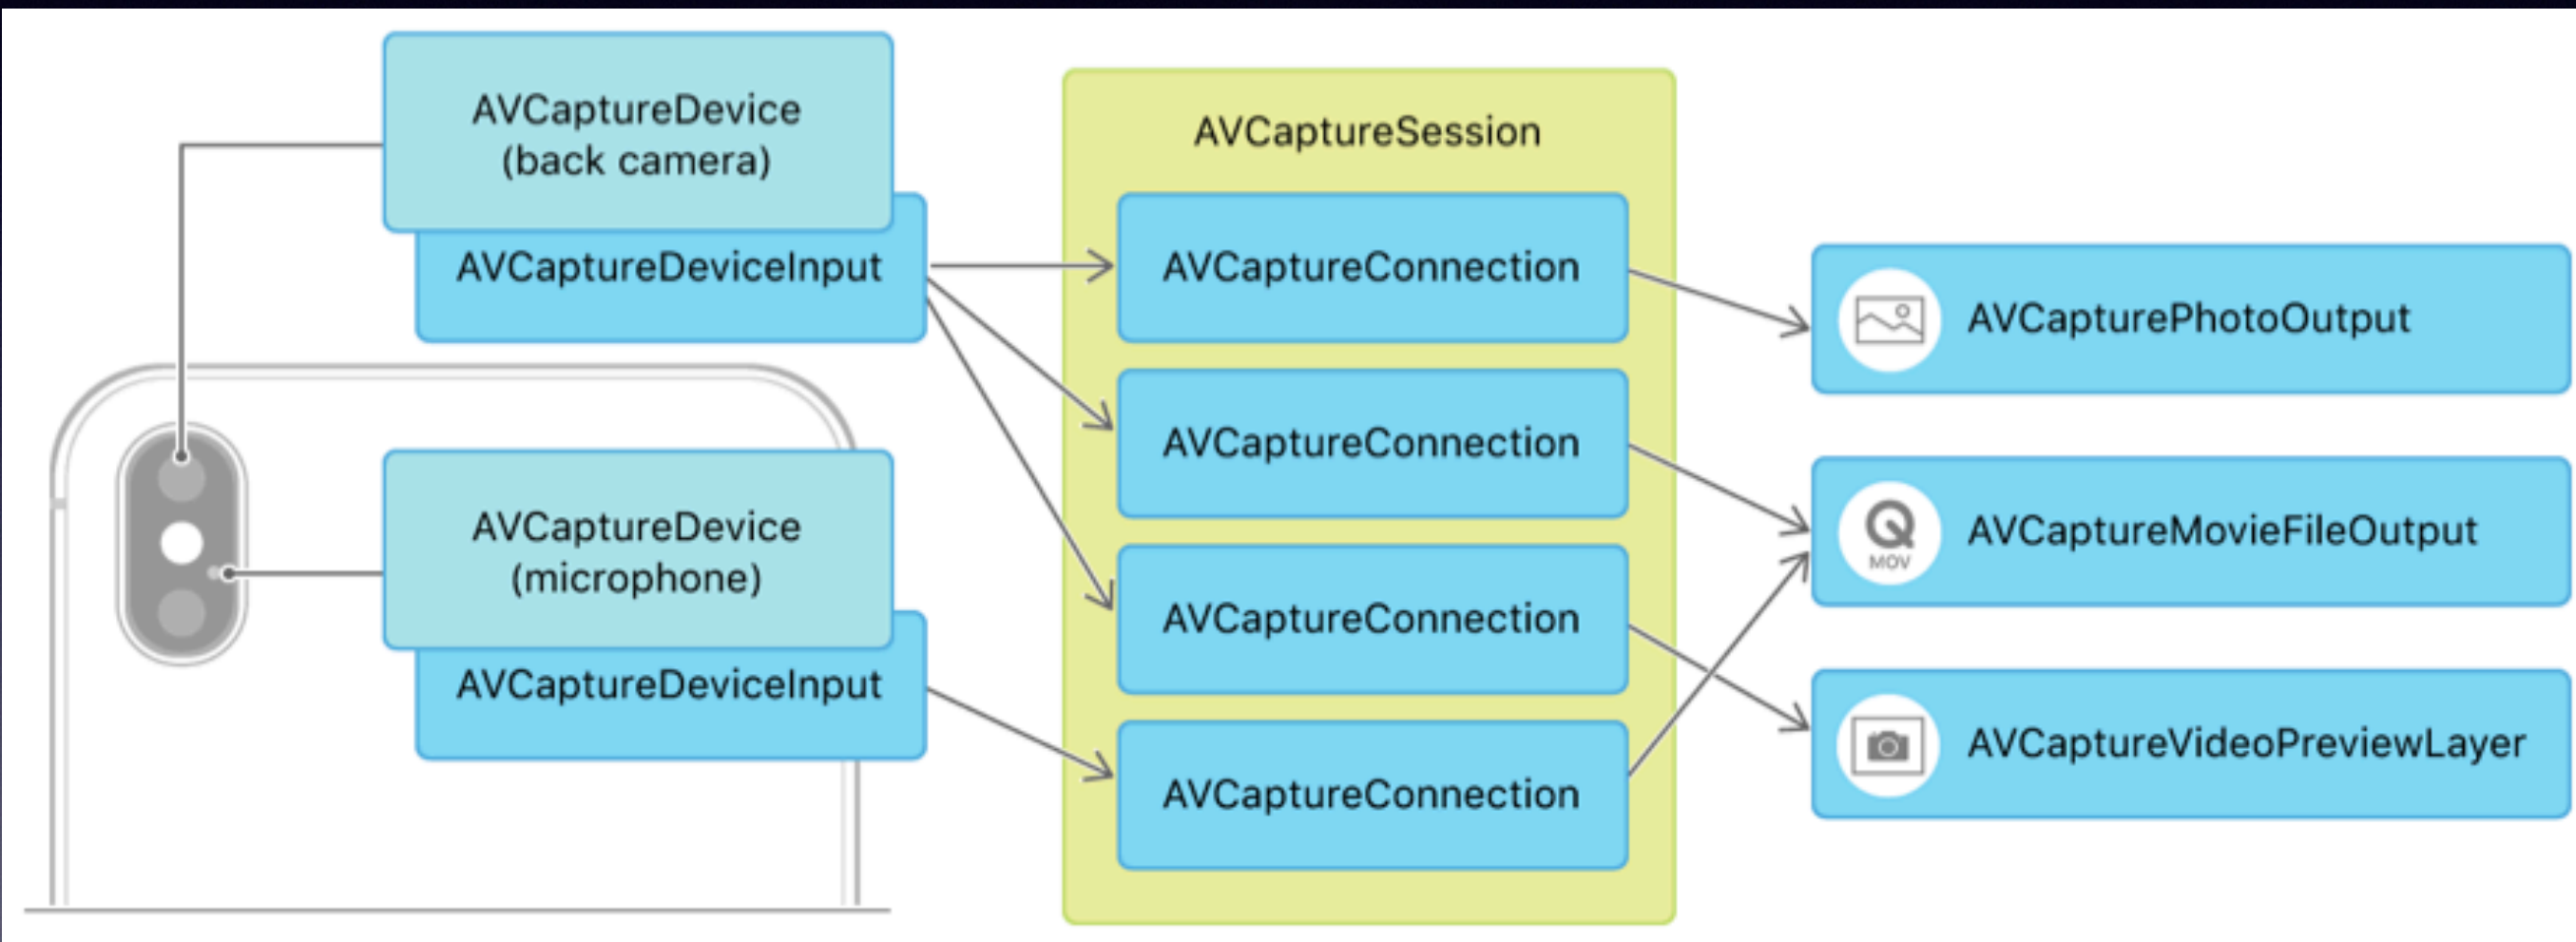 AVCaptureDevice
(back camera)
AVCaptureDeviceInput
AVCaptureDevice
(microphone)
AVCaptureDeviceInput
AVCaptureSession
AVCaptureConnection
AVCaptureConnection
AVCaptureConnection
AVCaptureConnection
AVCapturePhotoOutput
MOV
AVCaptureMovieFileOutput
AVCaptureVideoPreviewLayer